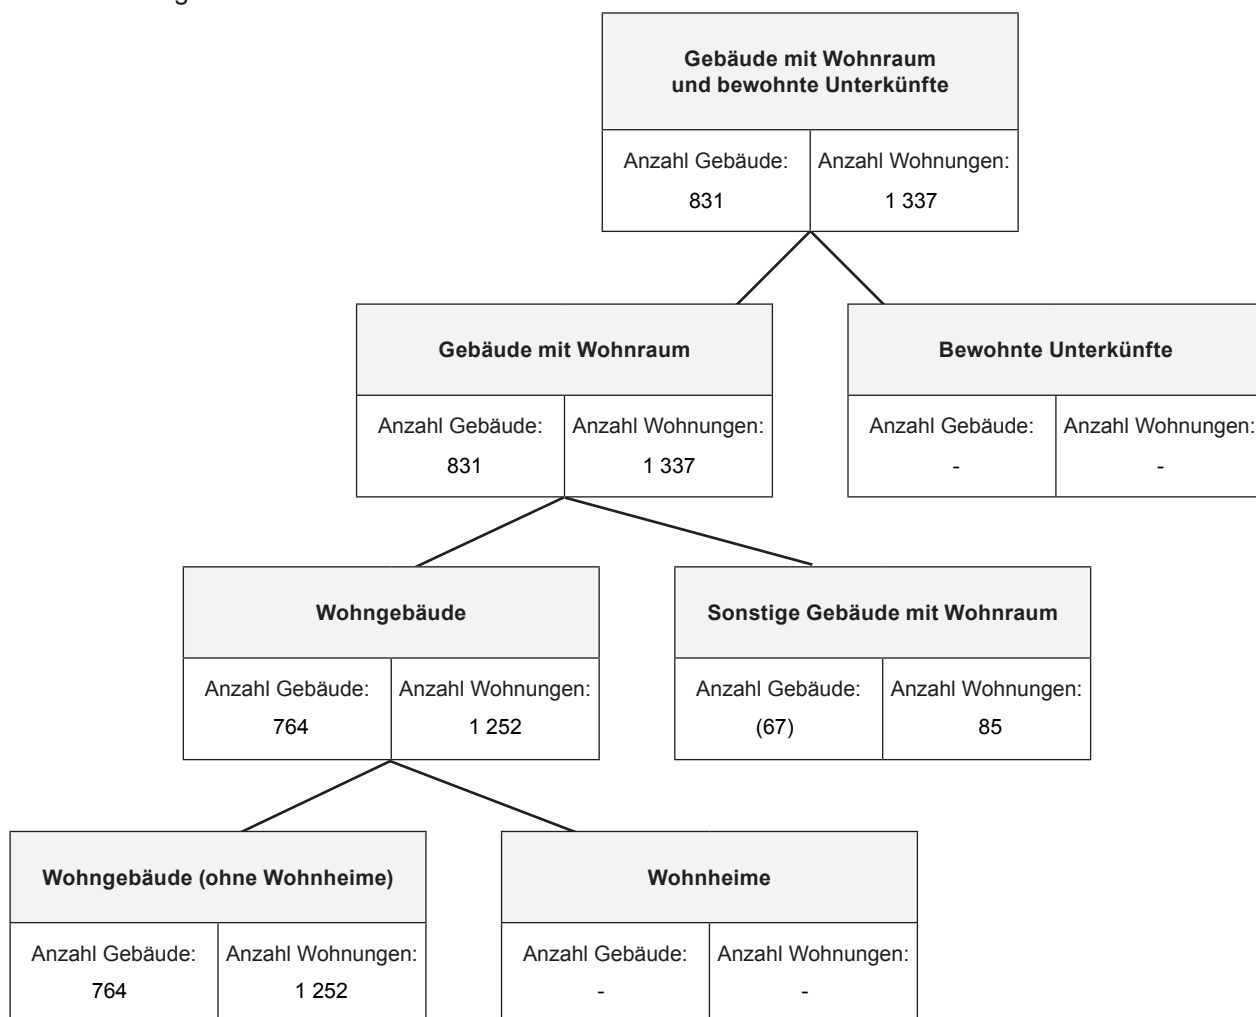 Gebäude mit Wohnraum
und bewohnte Unterkünfte
Anzahl Gebäude: Anzahl Wohnungen:
831 1 337
Gebäude mit Wohnraum Bewohnte Unterkünfte
Anzahl Gebäude: Anzahl Wohnungen: Anzahl Gebäude: Anzahl Wohnungen:
831 1 337 - -
Wohngebäude Sonstige Gebäude mit Wohnraum
Anzahl Gebäude: Anzahl Wohnungen: Anzahl Gebäude: Anzahl Wohnungen:
764 1 252 (67) 85
Wohngebäude (ohne Wohnheime) Wohnheime
Anzahl Gebäude: Anzahl Wohnungen: Anzahl Gebäude: Anzahl Wohnungen:
764 1 252 - -